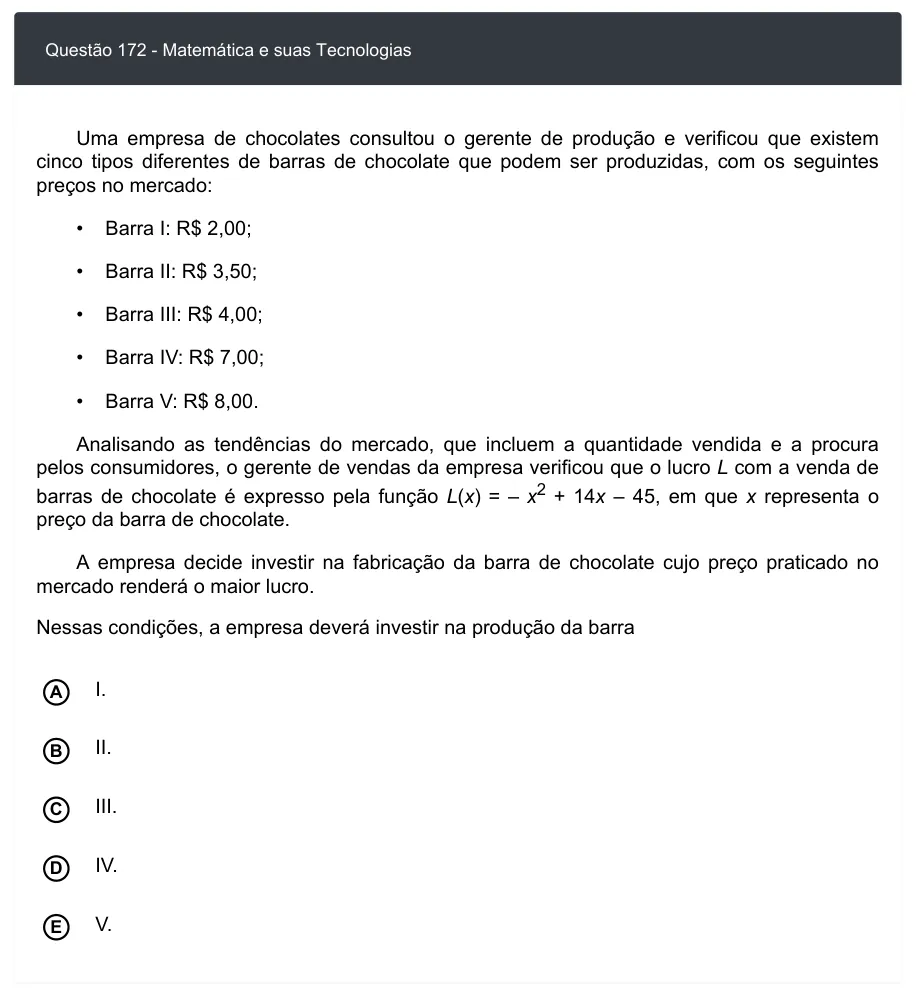 Questão 172 - Matemática e suas Tecnologias
Uma empresa de chocolates consultou o gerente de produção e verificou que existem
cinco tipos diferentes de barras de chocolate que podem ser produzidas, com os seguintes
preços no mercado:
• Barra I: R$ 2,00;
• Barra II: R$ 3,50;
• Barra III: R$ 4,00;
• Barra IV: R$ 7,00;
• Barra V: R$ 8,00.
Analisando as tendências do mercado, que incluem a quantidade vendida e a procura
pelos consumidores, o gerente de vendas da empresa verificou que o lucro L com a venda de
barras de chocolate é expresso pela função L(x) = – x² + 14x – 45, em que x representa o
preço da barra de chocolate.
A empresa decide investir na fabricação da barra de chocolate cujo preço praticado no
mercado renderá o maior lucro.
Nessas condições, a empresa deverá investir na produção da barra
A I.
B II.
C III.
D IV.
E V.